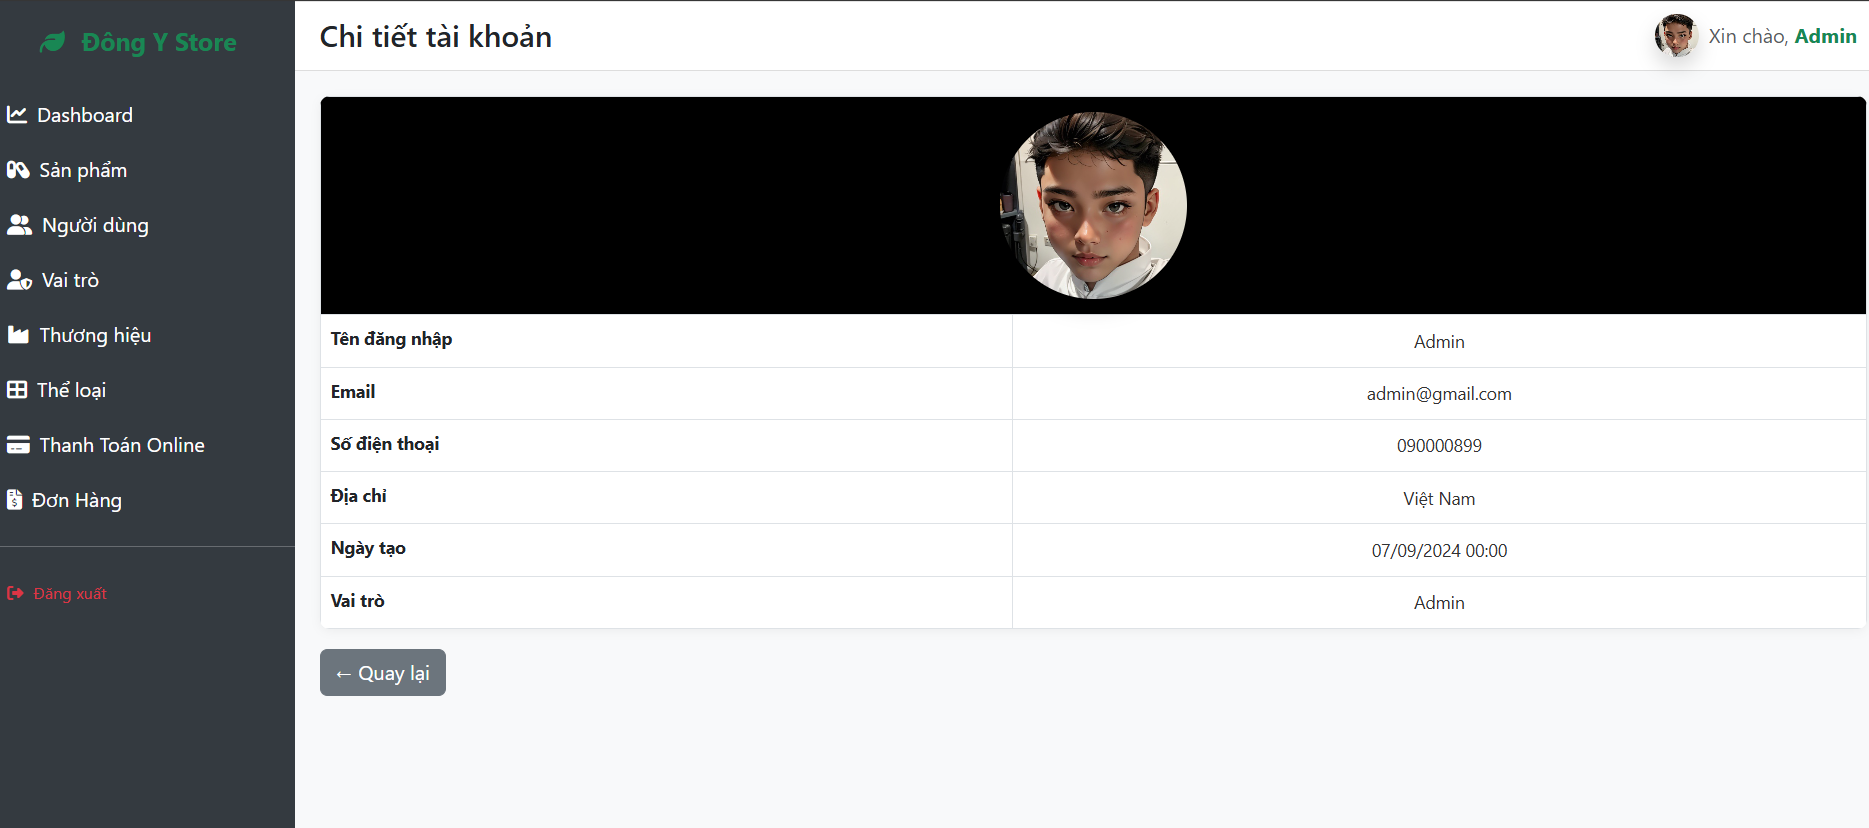 Đông Y Store
Dashboard
Sản phẩm
Người dùng
Vai trò
Thương hiệu
Thể loại
Thanh Toán Online
Đơn Hàng
Đăng xuất
Chi tiết tài khoản
Xin chào, Admin
Tên đăng nhập Admin
Email admin@gmail.com
Số điện thoại 090000899
Địa chỉ Việt Nam
Ngày tạo 07/09/2024 00:00
Vai trò Admin
← Quay lại